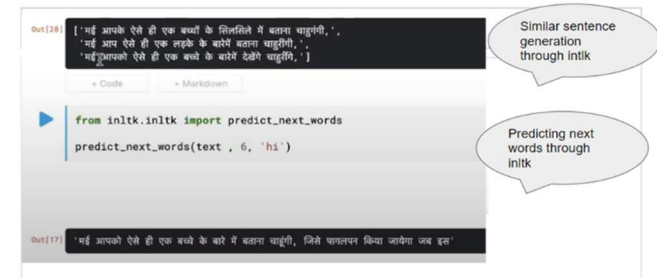 Out[28]
['मई आपके ऐसे ही एक बच्चों के सिलसिले में बताना चाहुगंगी,',
'मई आप ऐसे ही एक लड़के के बारेमें बताना चाहुरींगी,',
'मई आपको ऐसे ही एक बच्चे के बारेमें देखेंगे चाहुर्रीगे,']
Similar sentence
generation
through intlk
+ Code + Markdown
from inltk.inltk import predict_next_words
predict_next_words(text , 6, 'hi')
Predicting next
words through
inltk
Out[17]
'मई आपको ऐसे ही एक बच्चे के बारे में बताना चाहूंगी, जिसे पागलपन किया जायेगा जब इस'